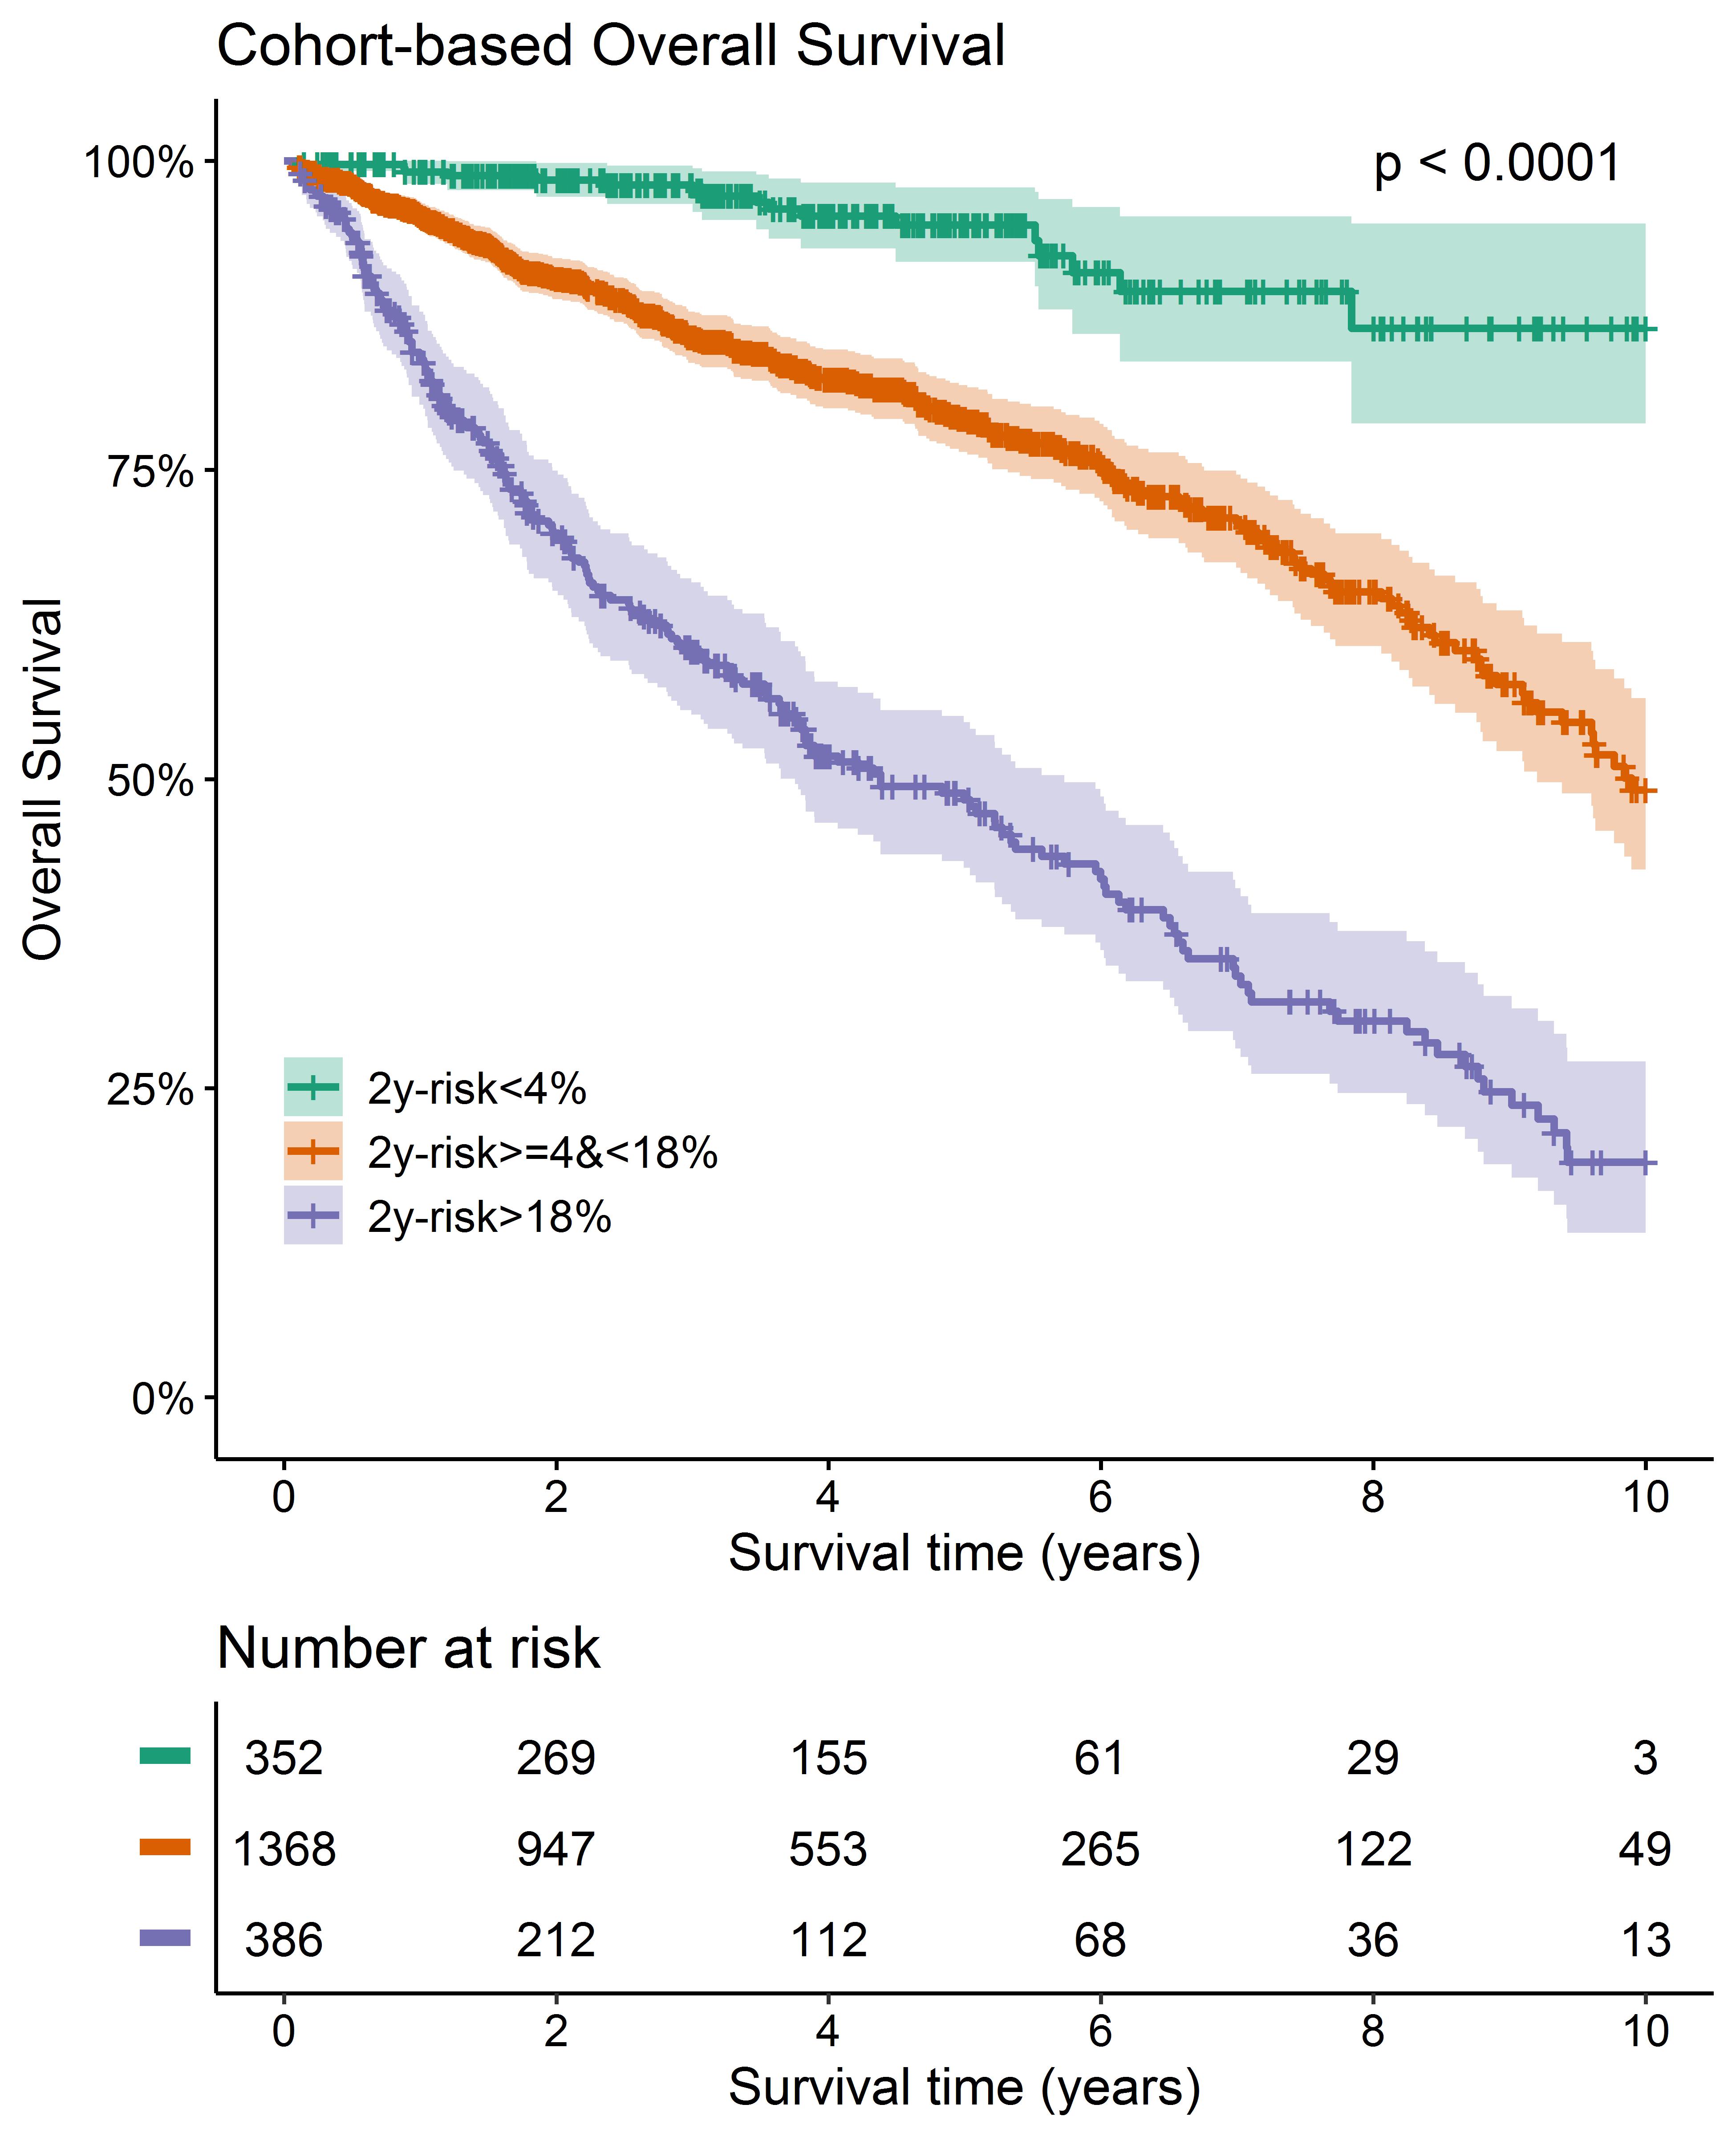 Cohort-based Overall Survival
p < 0.0001
100%
75%
50%
25%
0%
Overall Survival
2y-risk<4%
2y-risk>=4&<18%
2y-risk>18%
0 2 4 6 8 10
Survival time (years)
Number at risk
352 269 155 61 29 3
1368 947 553 265 122 49
386 212 112 68 36 13
0 2 4 6 8 10
Survival time (years)